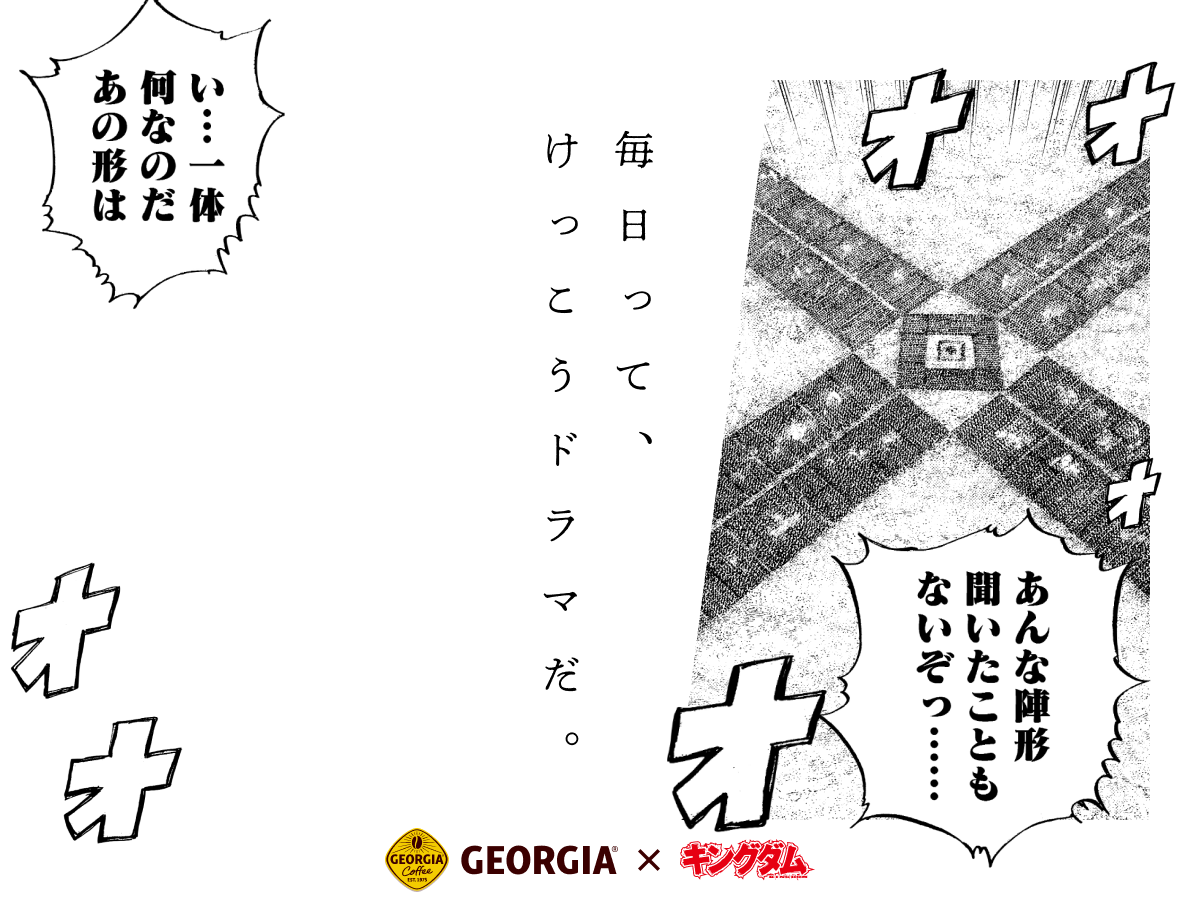 オ
オ
オ
あんな陣形
聞いたことも
ないぞっ……
オ
毎日って、
けっこうドラマだ。
い…一体
何なのだ
あの形は
オ
オ
GEORGIA
Coffee
EST. 1975
GEORGIA® × キングダム